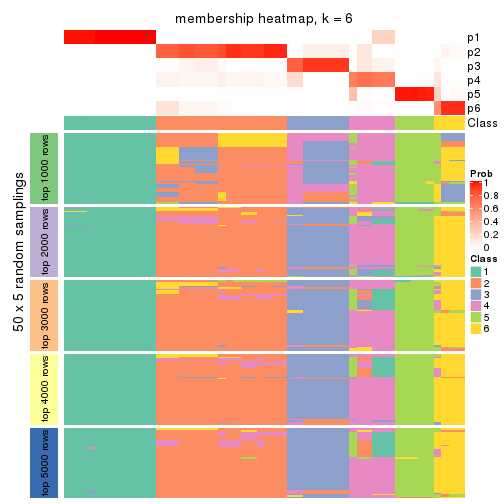 membership heatmap, k = 6
p1
p2
p3
p4
p5
p6
Class
50 x 5 random samplings
top 1000 rows
top 2000 rows
top 3000 rows
top 4000 rows
top 5000 rows
Prob
1
0.8
0.6
0.4
0.2
0
Class
1
2
3
4
5
6